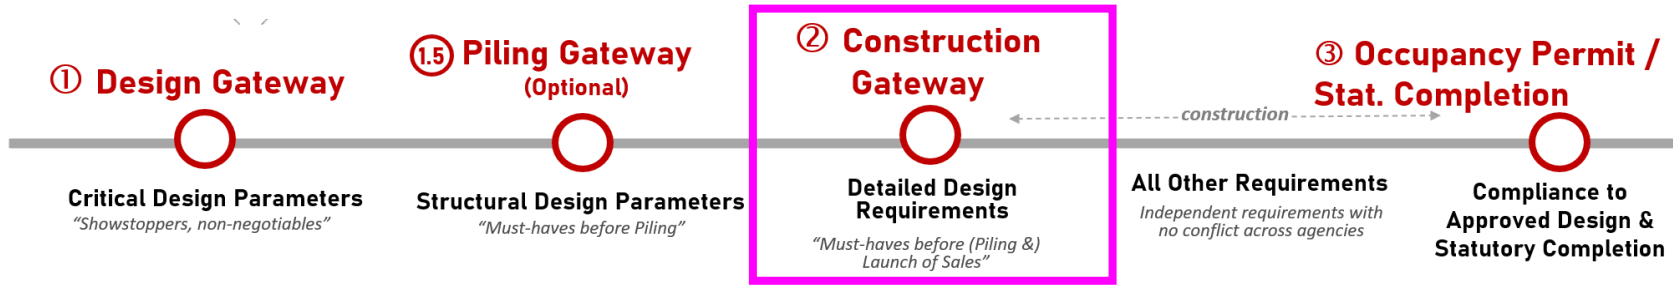 ① Design Gateway
Critical Design Parameters
“Showstoppers, non-negotiables”
1.5 Piling Gateway
(Optional)
Structural Design Parameters
“Must-haves before Piling”
② Construction
Gateway
Detailed Design
Requirements
“Must-haves before (Piling &)
Launch of Sales”
construction
All Other Requirements
Independent requirements with
no conflict across agencies
③ Occupancy Permit /
Stat. Completion
Compliance to
Approved Design &
Statutory Completion